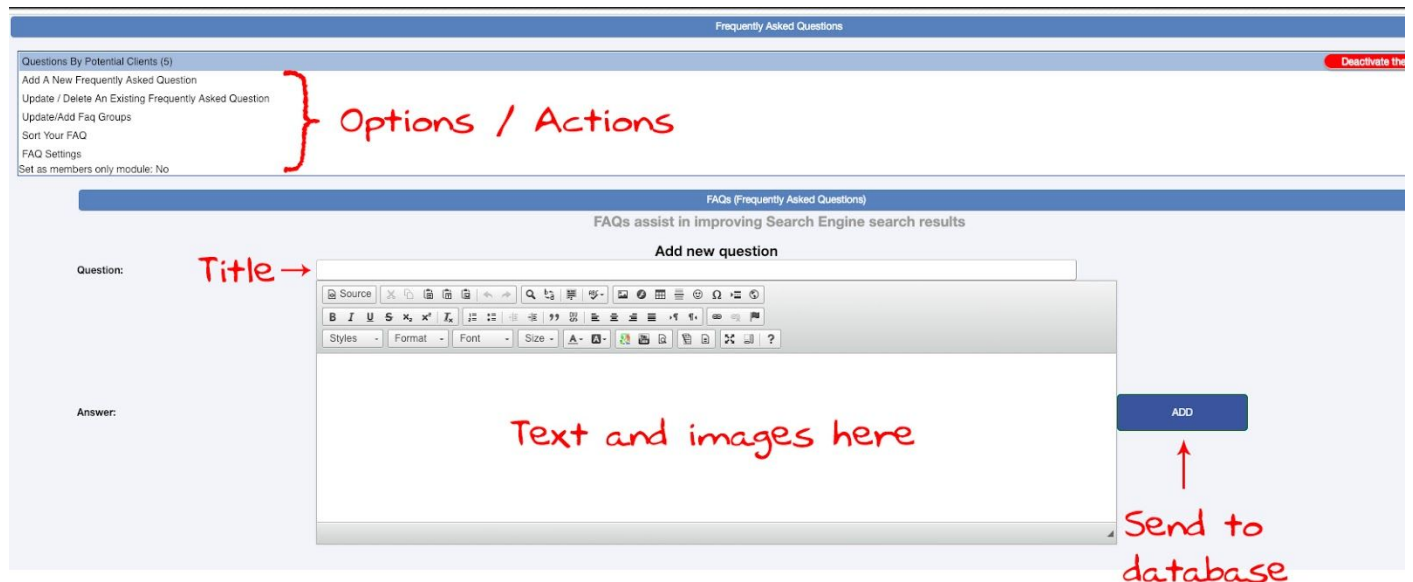 Frequently Asked Questions
Questions By Potential Clients (5)
Deactivate the
Add A New Frequently Asked Question
Update / Delete An Existing Frequently Asked Question
Update/Add Faq Groups
Sort Your FAQ
FAQ Settings
Set as members only module: No
Options / Actions
FAQs (Frequently Asked Questions)
FAQs assist in improving Search Engine search results
Add new question
Question:
Title
Source
B I U S x₂ x² Tx
Styles Format Font Size A A ?
Answer:
Text and images here
ADD
Send to
database